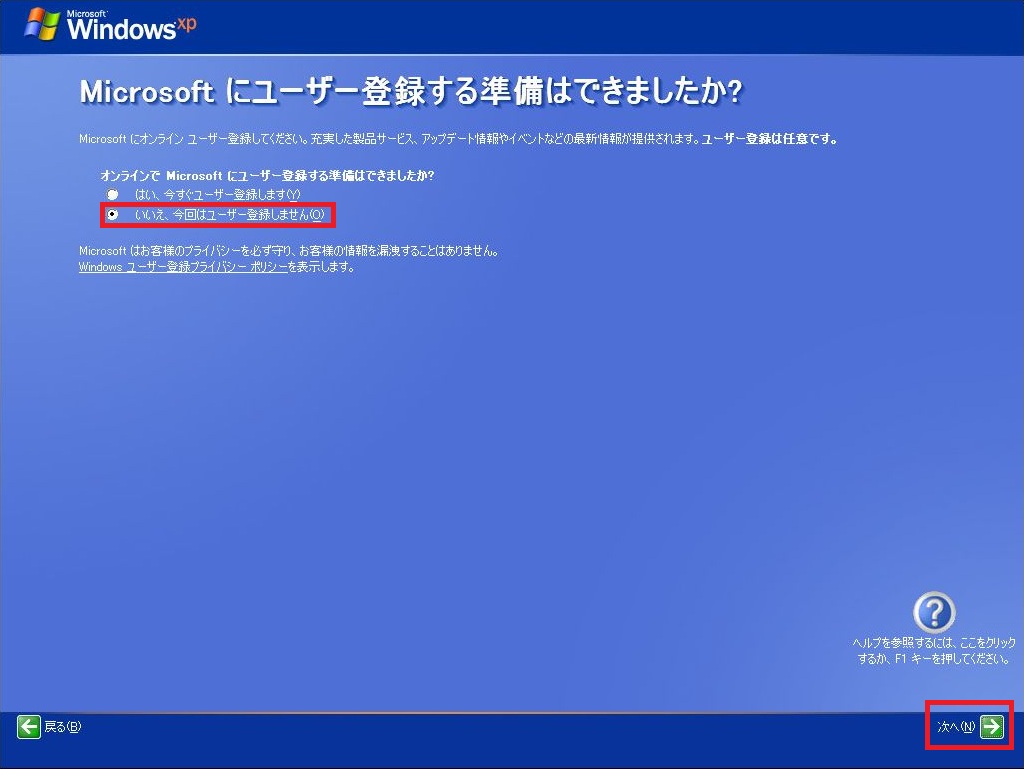 Microsoft
Windows xp
Microsoft にユーザー登録する準備はできましたか?
Microsoft にオンライン ユーザー登録してください。充実した製品サービス、アップデート情報やイベントなどの最新情報が提供されます。ユーザー登録は任意です。
オンラインで Microsoft にユーザー登録する準備はできましたか?
はい、今すぐユーザー登録します(Y)
いいえ、今回はユーザー登録しません(O)
Microsoft はお客様のプライバシーを必ず守り、お客様の情報を漏洩することはありません。
Windows ユーザー登録プライバシー ポリシーを表示します。
ヘルプを参照するには、ここをクリック
するか、F1 キーを押してください。
戻る(B)
次へ(N)